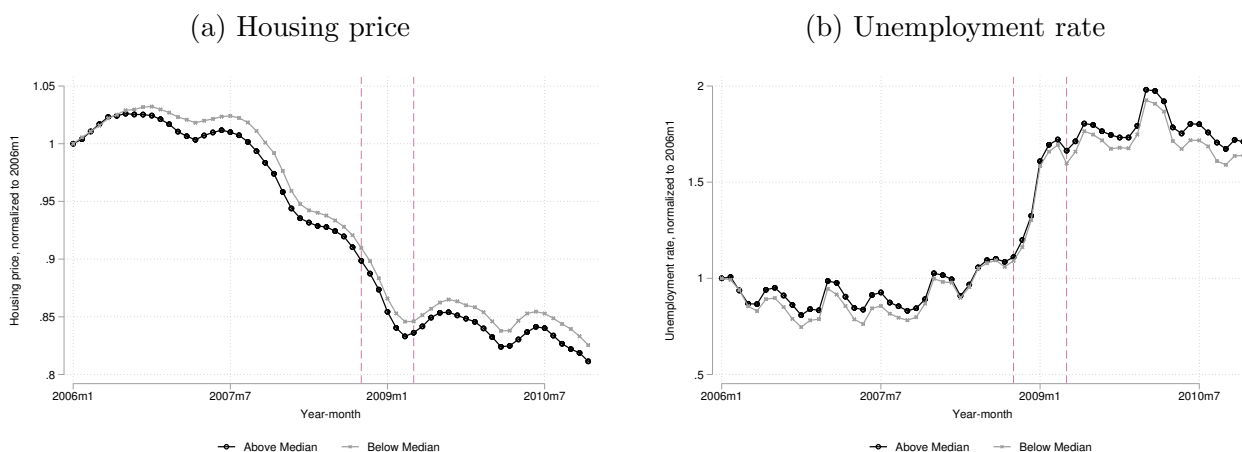 (a) Housing price
(b) Unemployment rate
Housing price, normalized to 2006m1
1.05
1
.95
.9
.85
.8
2006m1
2007m7
2009m1
2010m7
Year-month
Above Median
Below Median
Unemployment rate, normalized to 2006m1
2
1.5
1
.5
2006m1
2007m7
2009m1
2010m7
Year-month
Above Median
Below Median